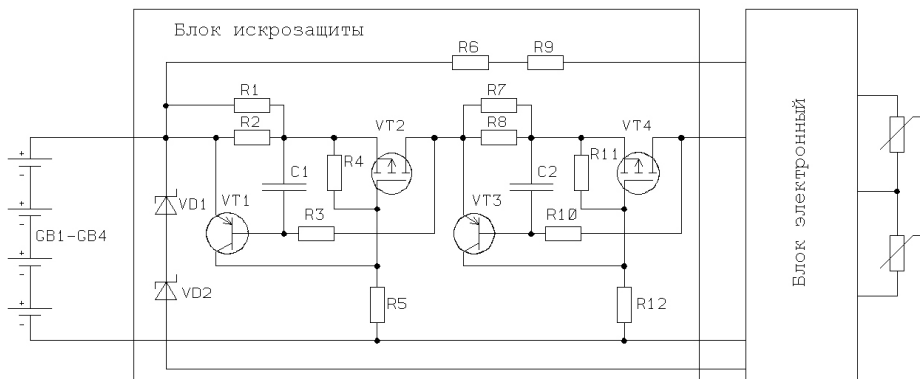 Блок искрозащиты
R6
R9
R1
R7
R2
VT2
R8
VT4
R4
R11
C1
C2
VD1
VT1
R3
VT3
R10
GB1-GB4
VD2
R5
R12
Блок электронный
+
-
+
-
+
-
+
-